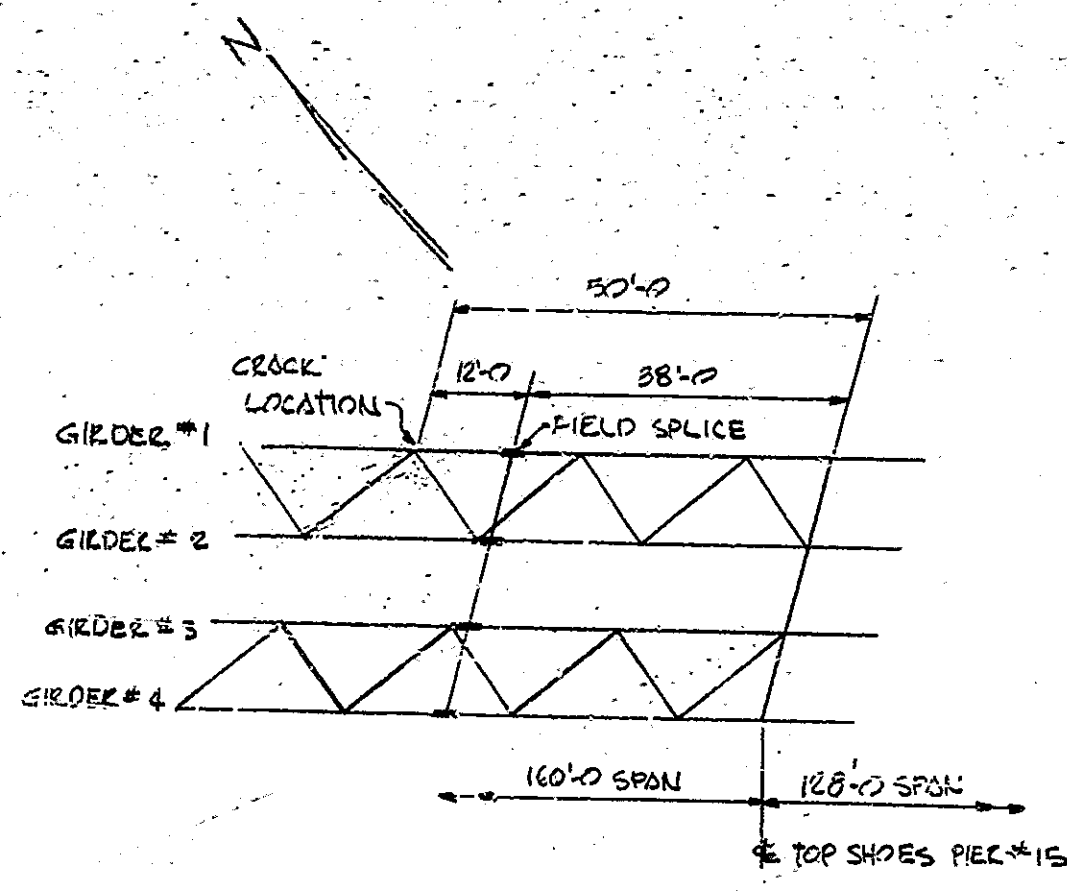 N
50'-0
12'-0
38'-0
CRACK
LOCATION
FIELD SPLICE
GIRDER #1
GIRDER # 2
GIRDER # 3
GIRDER # 4
160'-0 SPAN
128'-0 SPAN
℄ TOP SHOES PIER #15